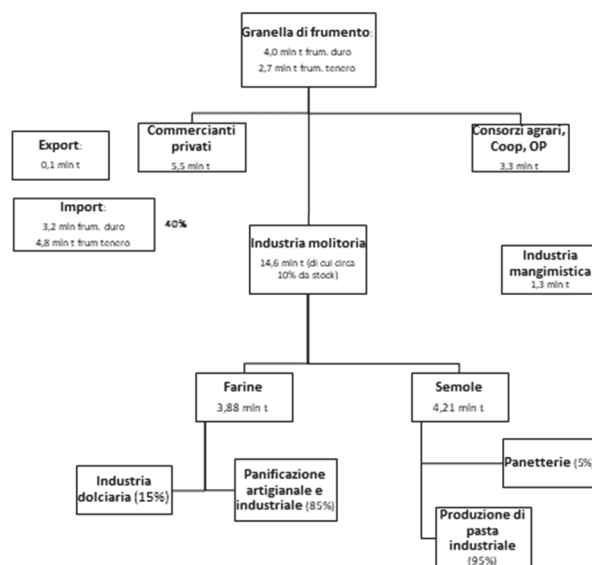 Granella di frumento:
4,0 mln t frum. duro
2,7 mln t frum. tenero
Commercianti
privati
5,5 mln t
Consorzi agrari,
Coop, OP
3,3 mln t
Export:
0,1 mln t
Import:
3,2 mln frum. duro
4,8 mln t frum tenero
40%
Industria molitoria
14,6 mln t (di cui circa
10% da stock)
Industria
mangimistica
1,3 mln t
Farine
3,88 mln t
Semole
4,21 mln t
Industria
dolciaria (15%)
Panificazione
artigianale e
industriale (85%)
Panetterie (5%)
Produzione di
pasta
industriale
(95%)